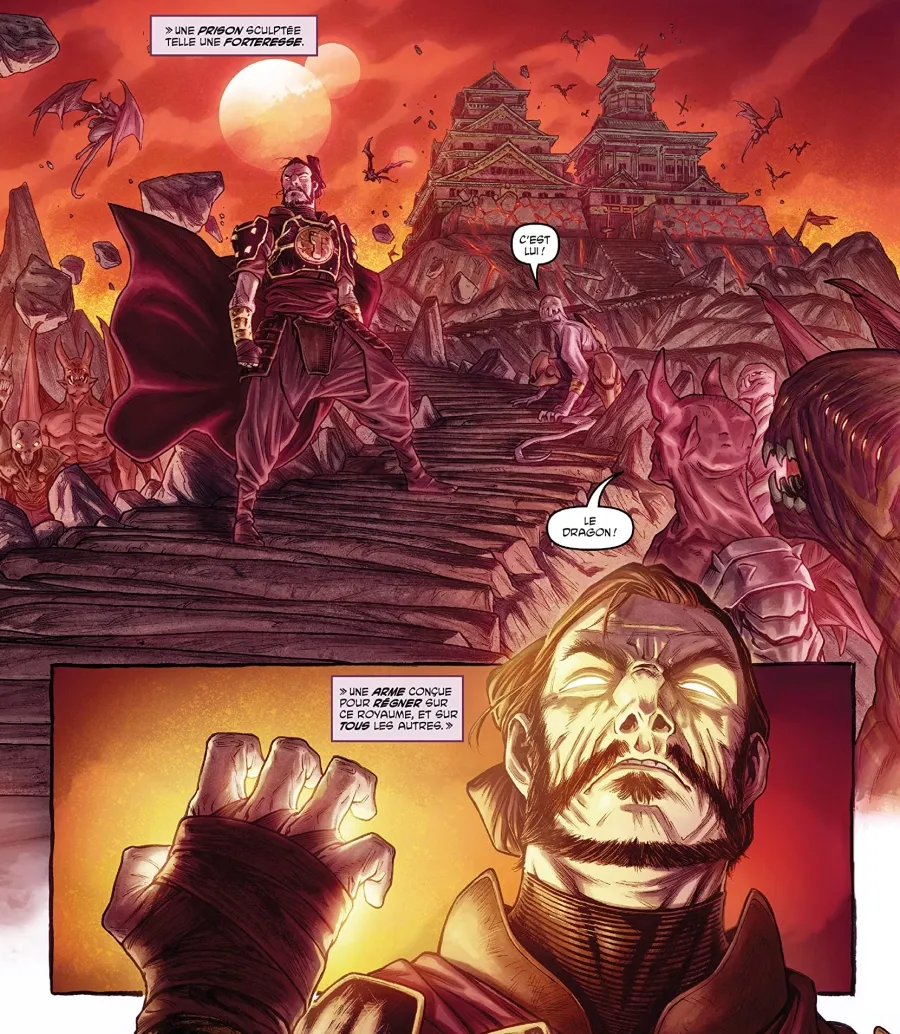 » UNE PRISON SCULPTÉE
TELLE UNE FORTERESSE.
C'EST
LUI !
LE
DRAGON !
» UNE ARME CONÇUE
POUR RÉGNER SUR
CE ROYAUME, ET SUR
TOUS LES AUTRES. »